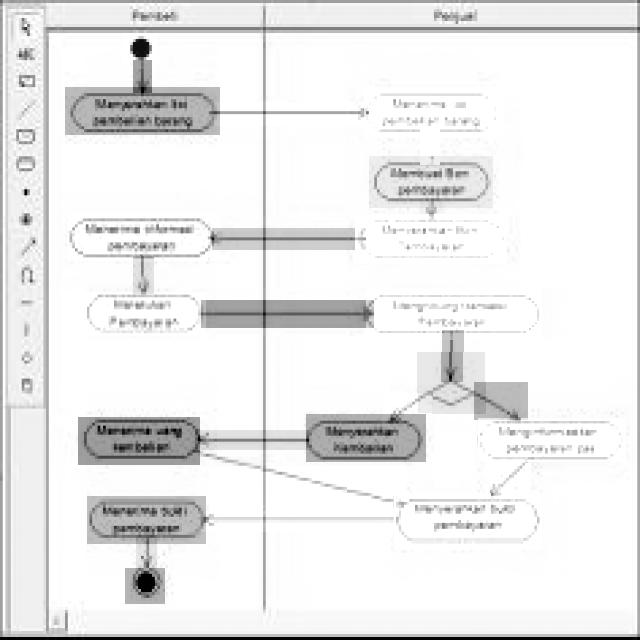 Pembeli
Penjual
ABC
Menyerahkan list
pembelian barang
Menerima list
pembelian barang
Membuat Bon
pembayaran
Menerima informasi
pembayaran
Menyerahkan Bon
Pembayaran
Melakukan
Pembayaran
Menghitung
Pembayaran
Menerima uang
kembalian
Menyerahkan
Kembalian
Menginformasikan
pembayaran pas
Menerima bukti
pembayaran
Menyerahkan bukti
pembayaran